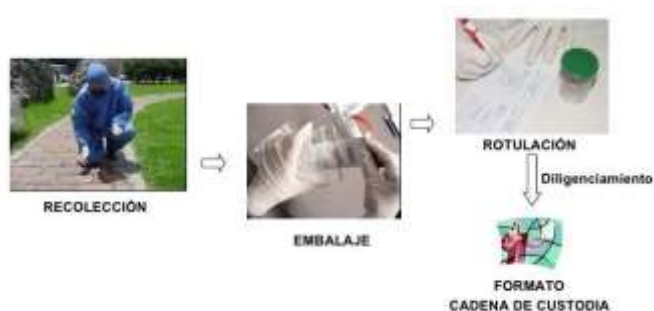 RECOLECCIÓN
EMBALAJE
ROTULACIÓN
Diligenciamiento
FORMATO
CADENA DE CUSTODIA